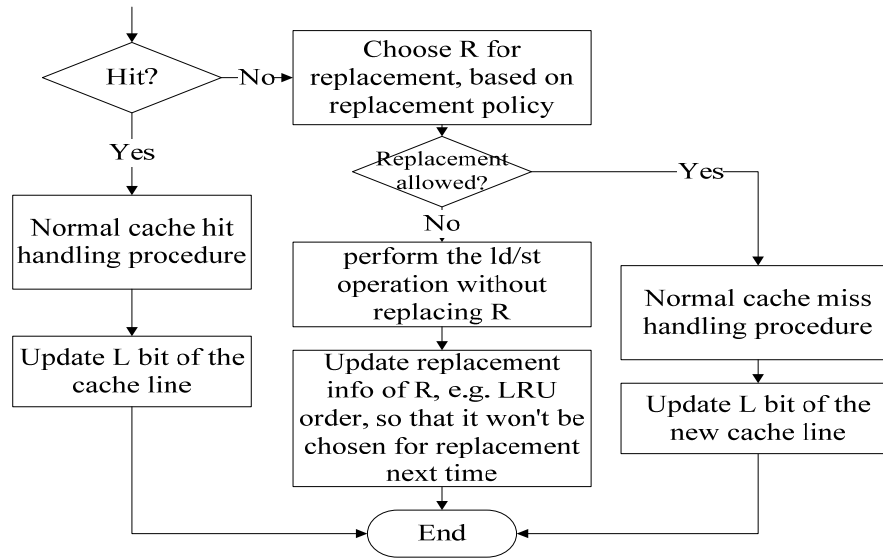 Hit?
No
Choose R for
replacement, based on
replacement policy
Yes
Replacement
allowed?
Yes
No
Normal cache hit
handling procedure
perform the ld/st
operation without
replacing R
Normal cache miss
handling procedure
Update L bit of the
cache line
Update replacement
info of R, e.g. LRU
order, so that it won't be
chosen for replacement
next time
Update L bit of the
new cache line
End